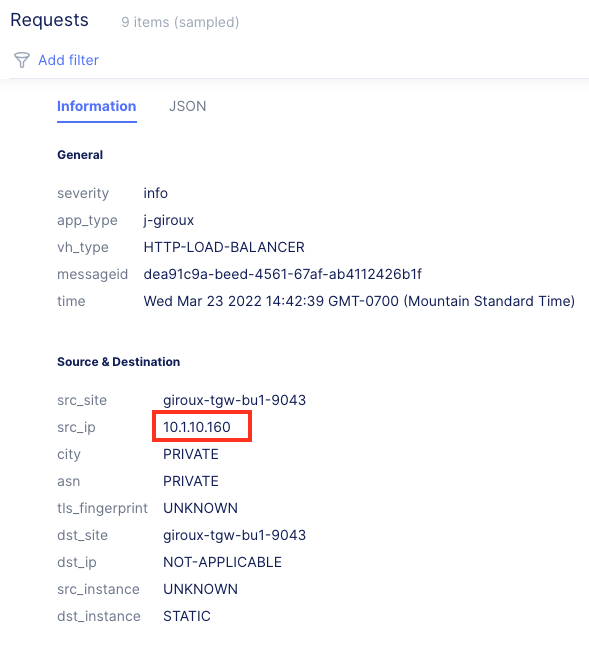 Requests 9 items (sampled)
Add filter
Information JSON
General
severity info
app_type j-giroux
vh_type HTTP-LOAD-BALANCER
messageid dea91c9a-beed-4561-67af-ab4112426b1f
time Wed Mar 23 2022 14:42:39 GMT-0700 (Mountain Standard Time)
Source & Destination
src_site giroux-tgw-bu1-9043
src_ip 10.1.10.160
city PRIVATE
asn PRIVATE
tls_fingerprint UNKNOWN
dst_site giroux-tgw-bu1-9043
dst_ip NOT-APPLICABLE
src_instance UNKNOWN
dst_instance STATIC